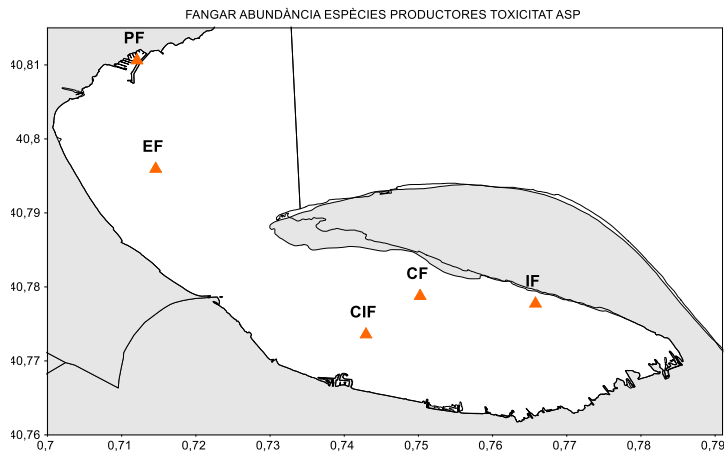 FANGAR ABUNDÀNCIA ESPÈCIES PRODUCTORES TOXICITAT ASP
PF
40,81
EF
40,8
40,79
CF
IF
40,78
CIF
40,77
40,76
0,7 0,71 0,72 0,73 0,74 0,75 0,76 0,77 0,78 0,79